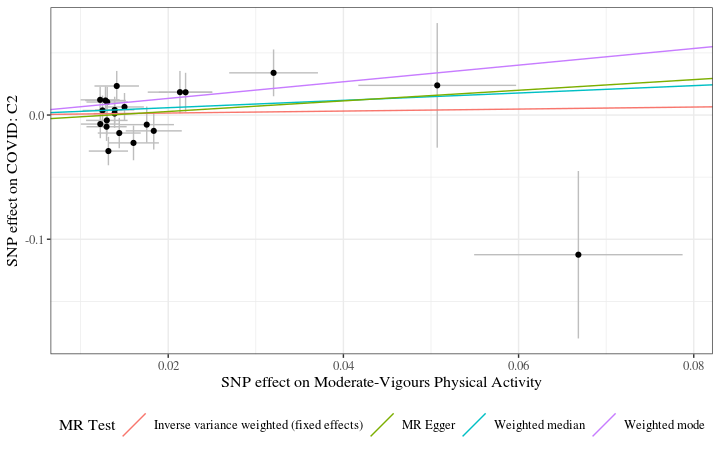 SNP effect on COVID: C2
0.0
-0.1
0.02
0.04
0.06
0.08
SNP effect on Moderate-Vigours Physical Activity
MR Test
Inverse variance weighted (fixed effects)
MR Egger
Weighted median
Weighted mode